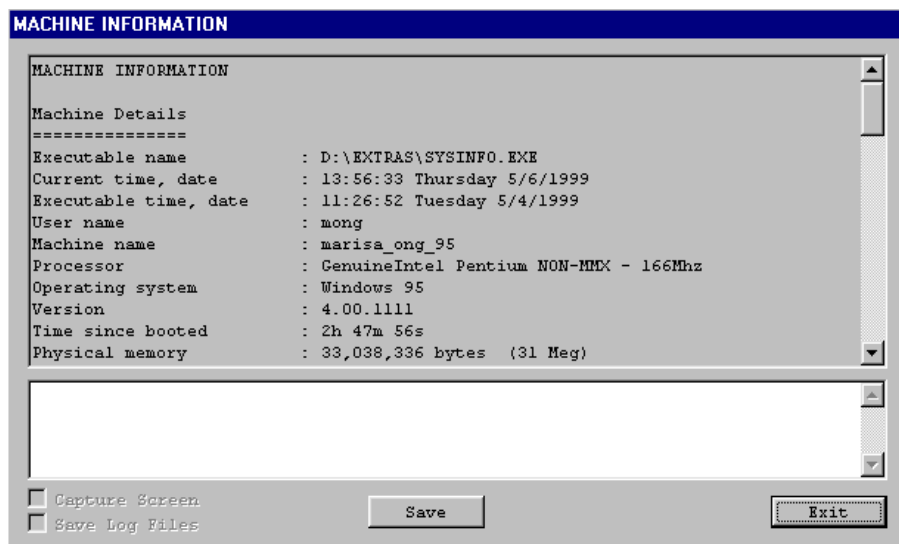 MACHINE INFORMATION
MACHINE INFORMATION
Machine Details
===============
Executable name : D:\EXTRAS\SYSINFO.EXE
Current time, date : 13:56:33 Thursday 5/6/1999
Executable time, date : 11:26:52 Tuesday 5/4/1999
User name : mong
Machine name : marisa_ong_95
Processor : GenuineIntel Pentium NON-MMX - 166Mhz
Operating system : Windows 95
Version : 4.00.1111
Time since booted : 2h 47m 56s
Physical memory : 33,038,336 bytes (31 Meg)
Capture Screen
Save Log Files
Save
Exit